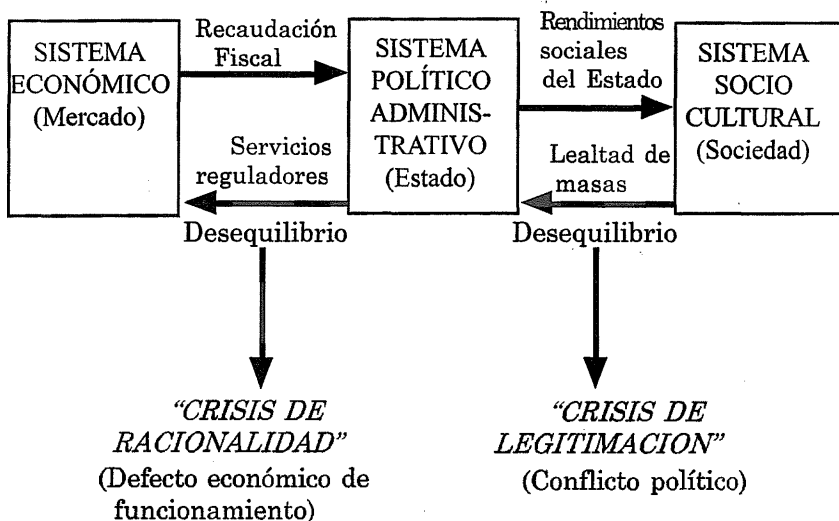 SISTEMA
ECONÓMICO
(Mercado)
Recaudación
Fiscal
Servicios
reguladores
SISTEMA
POLÍTICO
ADMINIS-
TRATIVO
(Estado)
Rendimientos
sociales
del Estado
Lealtad de
masas
SISTEMA
SOCIO
CULTURAL
(Sociedad)
Desequilibrio
Desequilibrio
“CRISIS DE
RACIONALIDAD”
(Defecto económico de
funcionamiento)
“CRISIS DE
LEGITIMACION”
(Conflicto político)